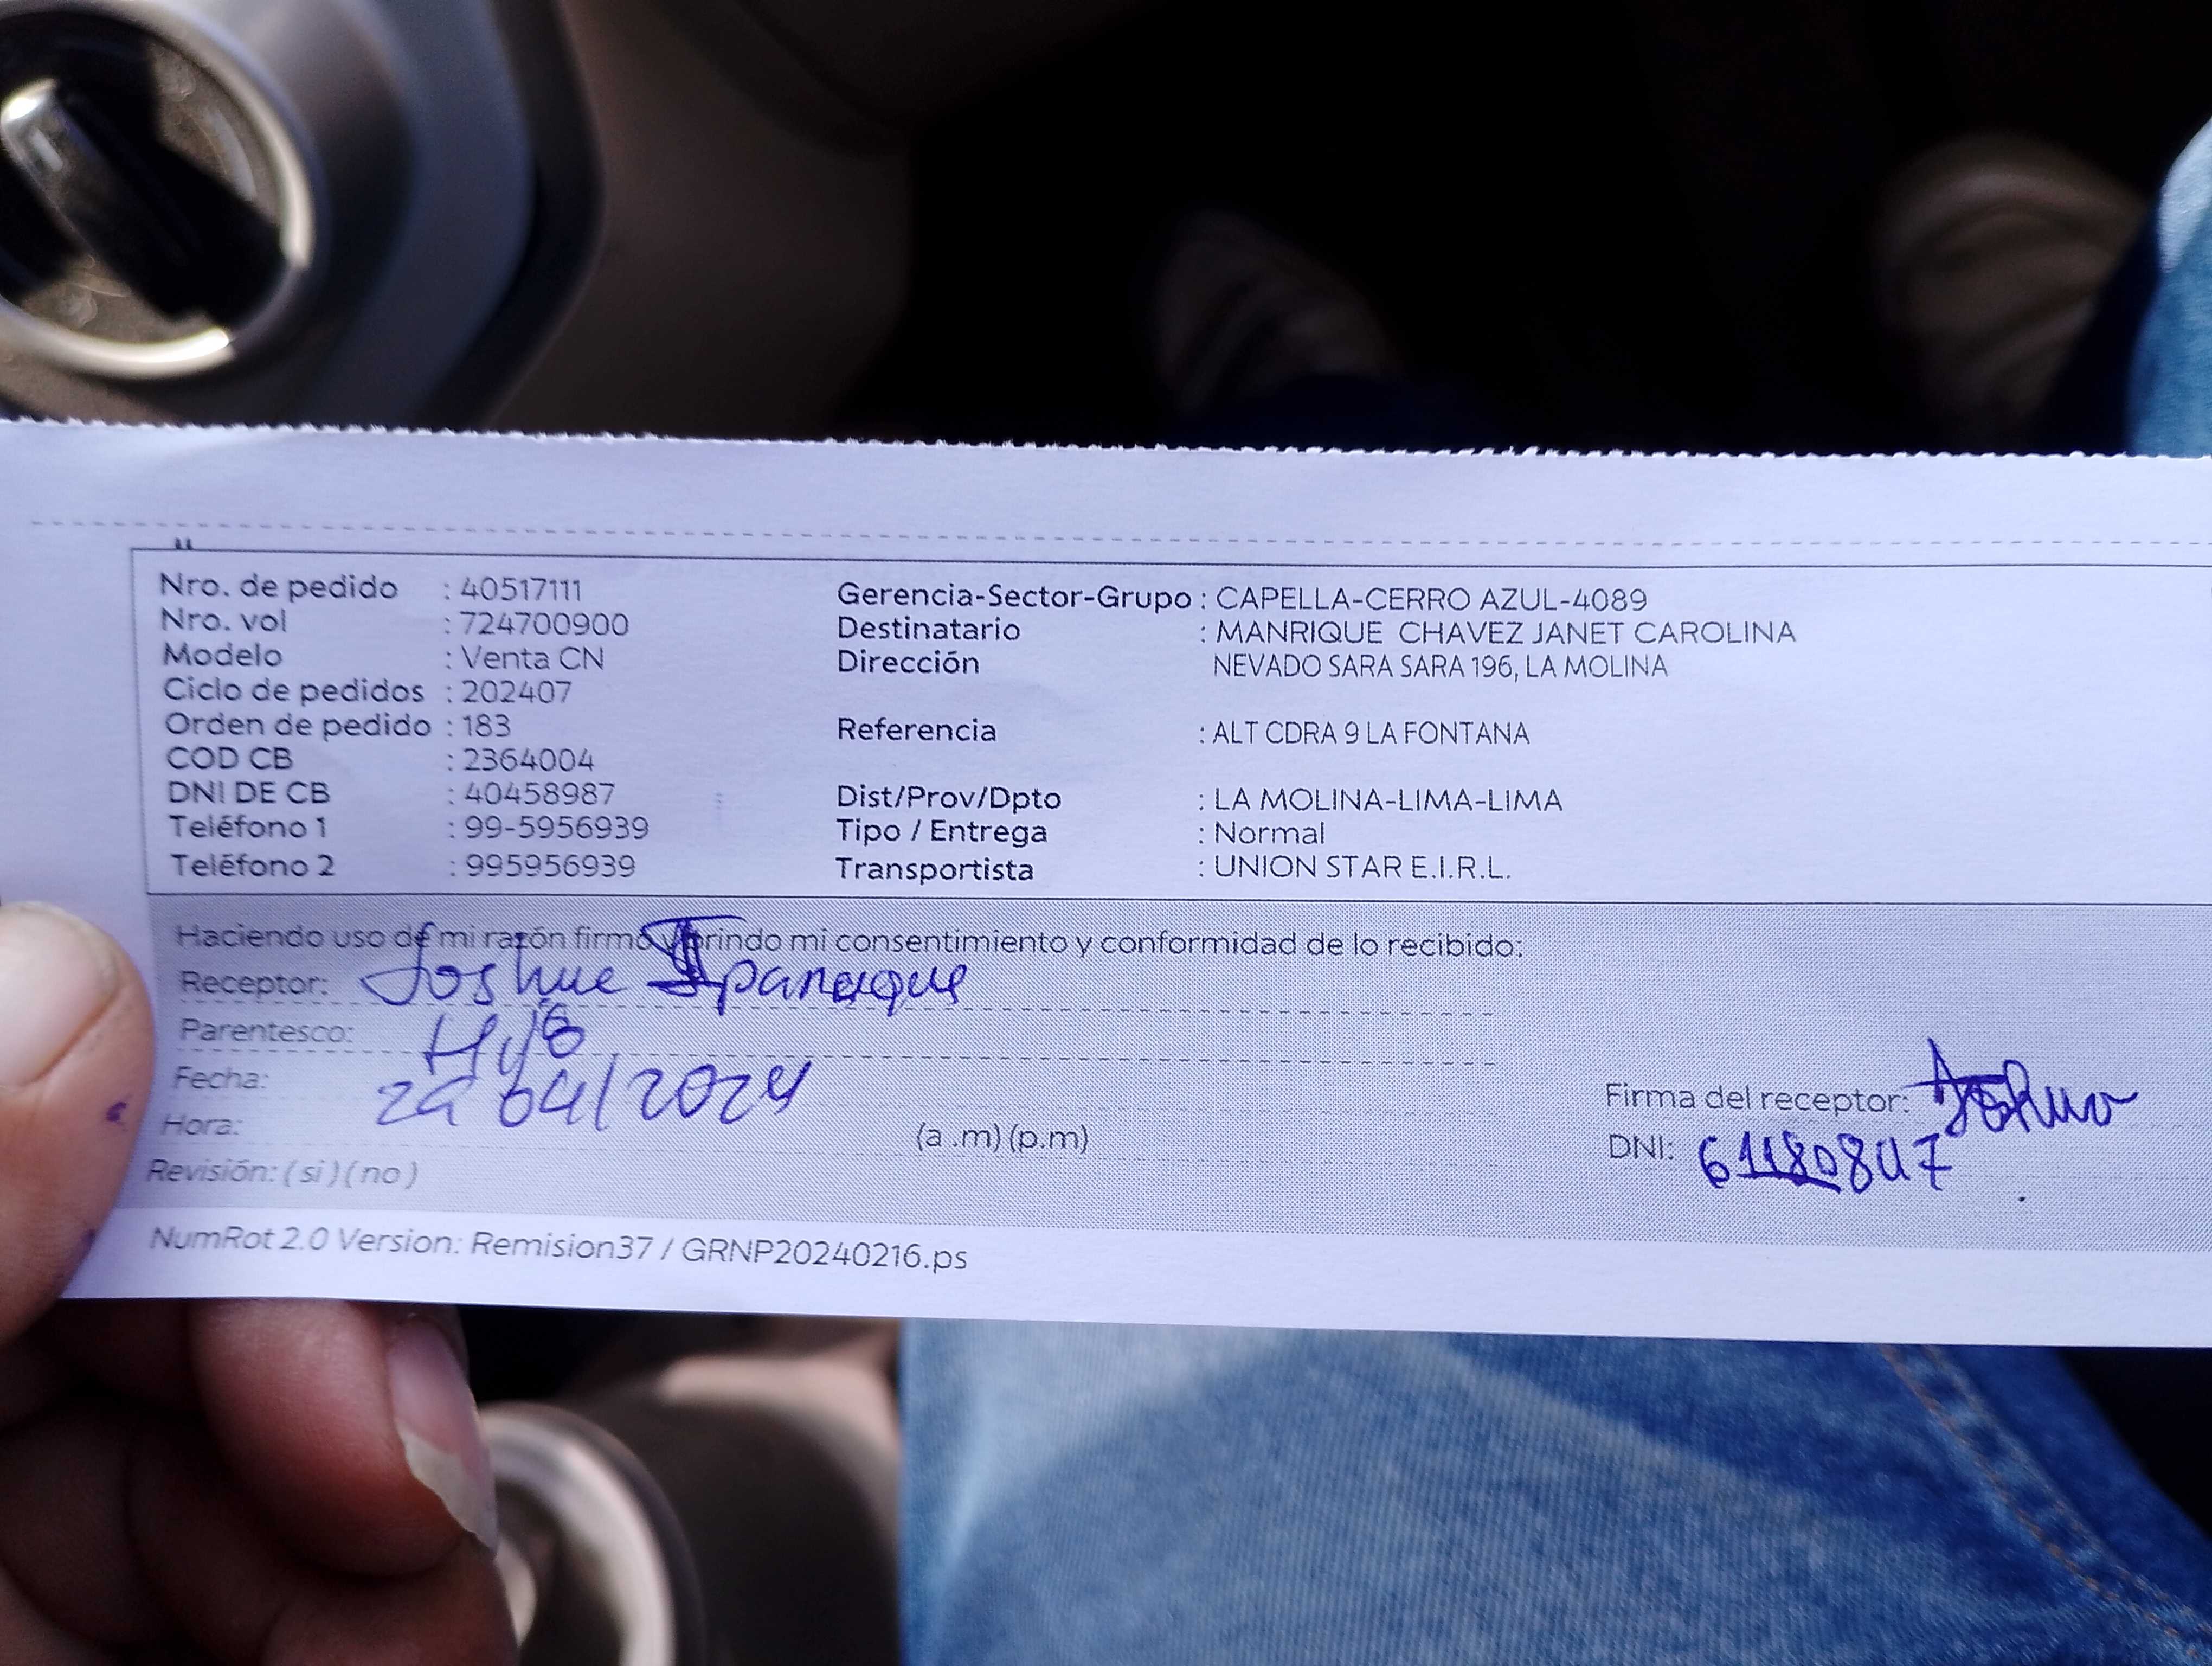 Nro. de pedido : 40517111
Nro. vol : 724700900
Modelo : Venta CN
Ciclo de pedidos : 202407
Orden de pedido : 183
COD CB : 2364004
DNI DE CB : 40458987
Teléfono 1 : 99-5956939
Teléfono 2 : 995956939
Gerencia-Sector-Grupo : CAPELLA-CERRO AZUL-4089
Destinatario : MANRIQUE CHAVEZ JANET CAROLINA
Dirección NEVADO SARA SARA 196, LA MOLINA
Referencia : ALT CDRA 9 LA FONTANA
Dist/Prov/Dpto : LA MOLINA-LIMA-LIMA
Tipo / Entrega : Normal
Transportista : UNION STAR E.I.R.L.
Haciendo uso de mi razón firmo y brindo mi consentimiento y conformidad de lo recibido:
Receptor: Joshue Ipanaque
Parentesco: Hijo
Fecha: 29 04/2024
Hora: (a .m) (p.m)
Revisión: ( si ) ( no )
Firma del receptor: Joshue
DNI: 61180847
NumRot 2.0 Version: Remision37 / GRNP20240216.ps